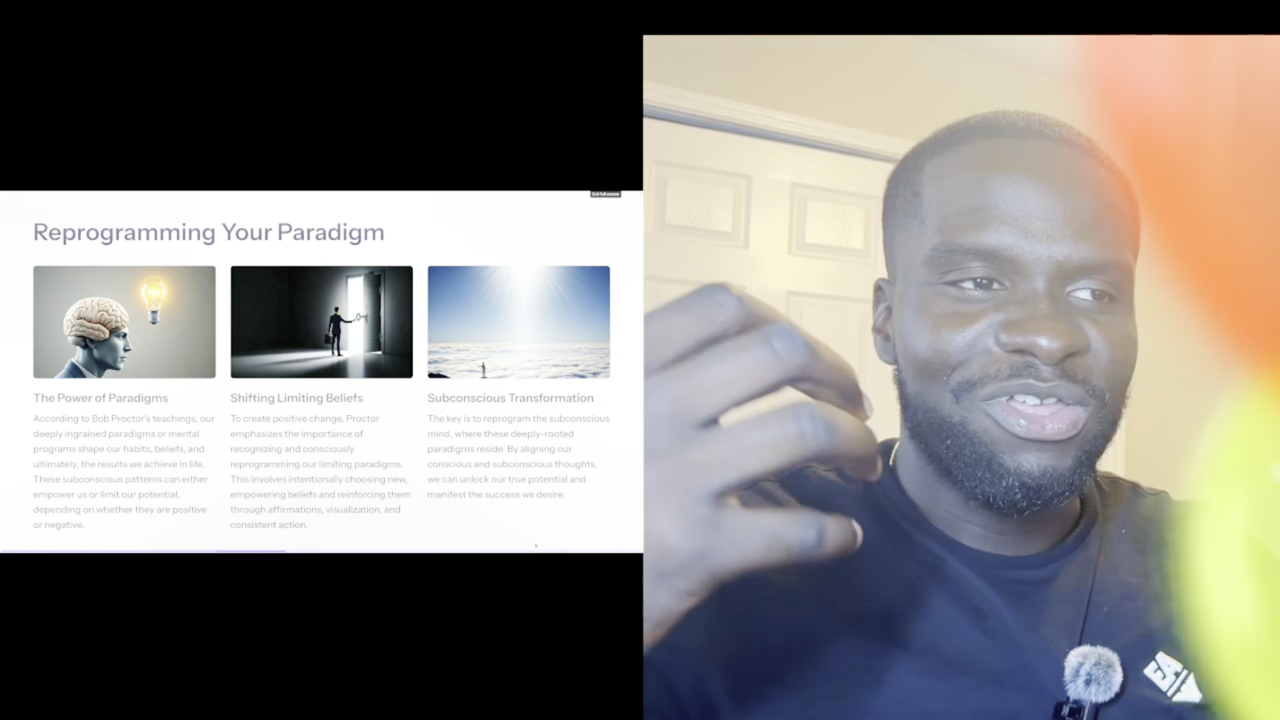 Exit full screen
Reprogramming Your Paradigm
The Power of Paradigms
According to Bob Proctor's teachings, our
deeply ingrained paradigms or mental
programs shape our habits, beliefs, and
ultimately, the results we achieve in life.
These subconscious patterns can either
empower us or limit our potential,
depending on whether they are positive
or negative.
Shifting Limiting Beliefs
To create positive change, Proctor
emphasizes the importance of
recognizing and consciously
reprogramming our limiting paradigms.
This involves intentionally choosing new,
empowering beliefs and reinforcing them
through affirmations, visualization, and
consistent action.
Subconscious Transformation
The key is to reprogram the subconscious
mind, where these deeply-rooted
paradigms reside. By aligning our
conscious and subconscious thoughts,
we can unlock our true potential and
manifest the success we desire.